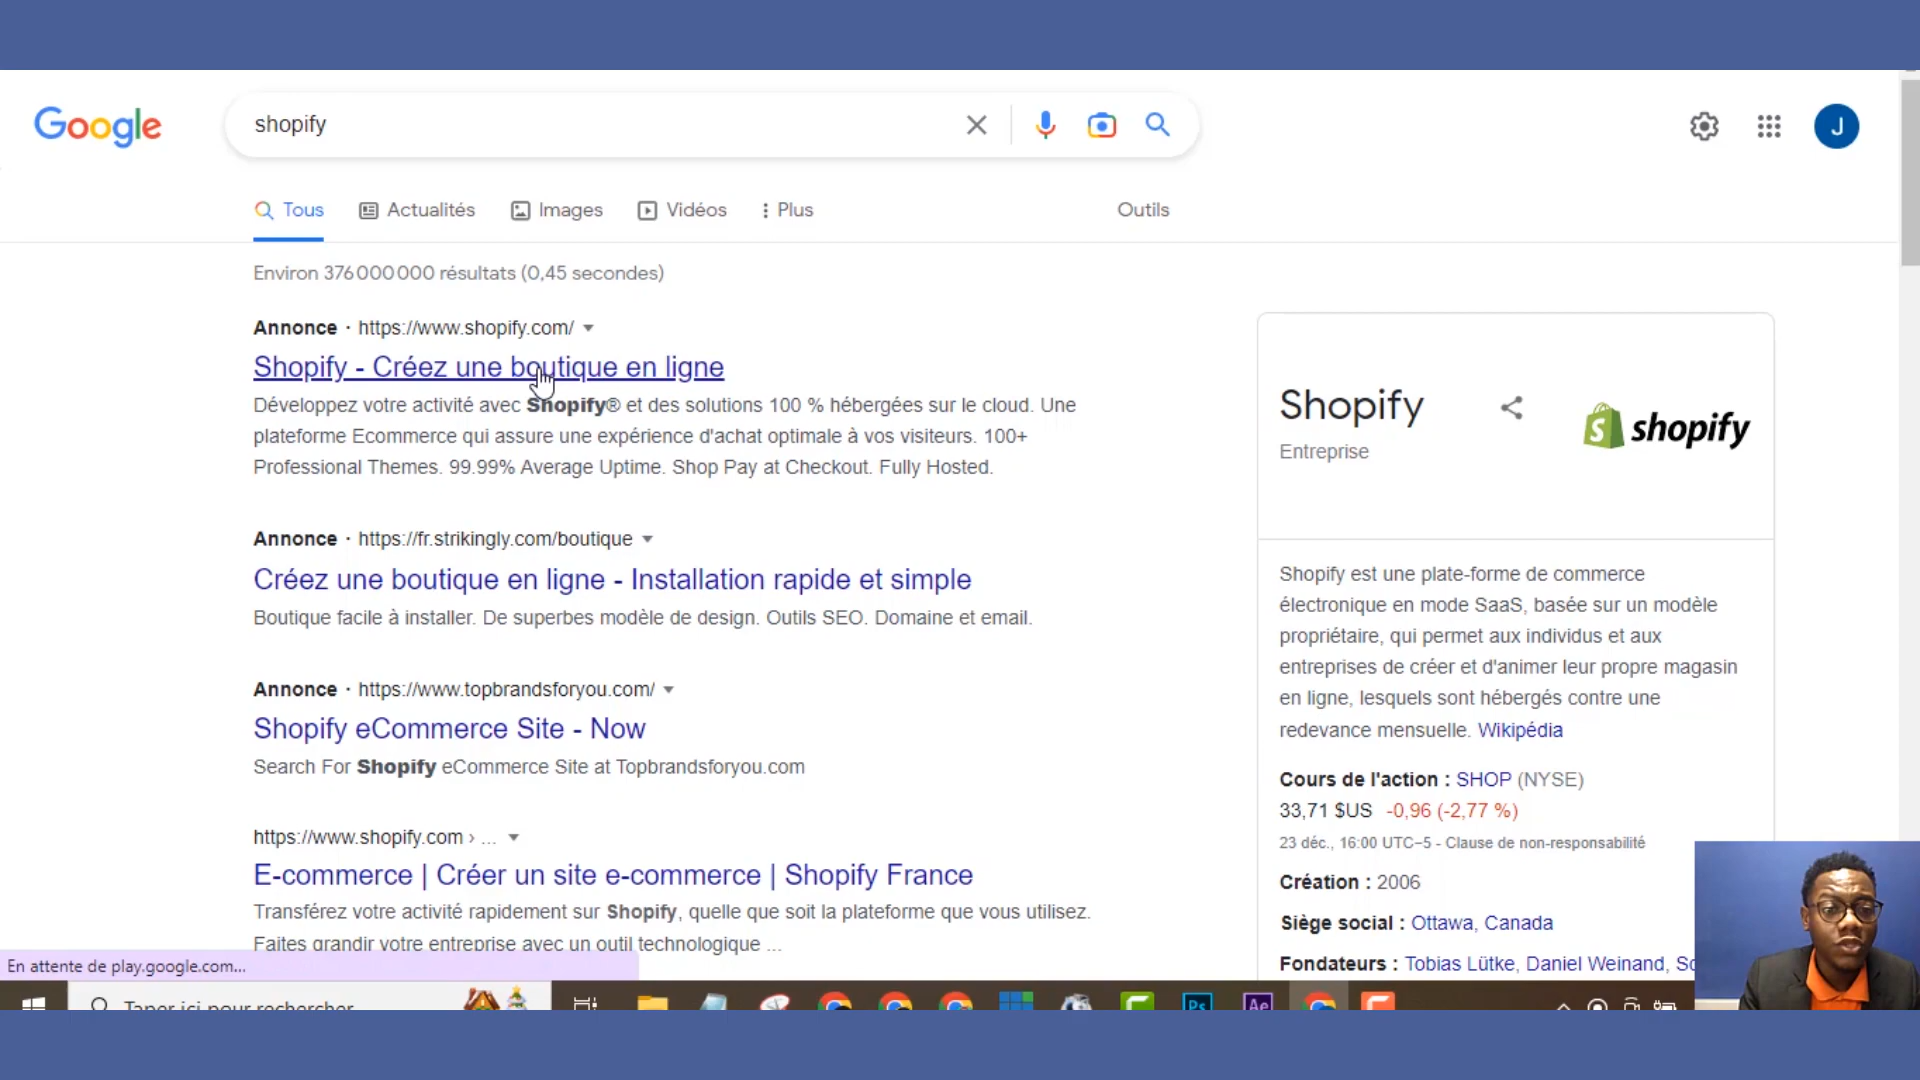 Google
shopify
Tous
Actualités
Images
Vidéos
Plus
Outils
Environ 376 000 000 résultats (0,45 secondes)
Annonce · https://www.shopify.com/
Shopify - Créez une boutique en ligne
Développez votre activité avec Shopify® et des solutions 100 % hébergées sur le cloud. Une
plateforme Ecommerce qui assure une expérience d'achat optimale à vos visiteurs. 100+
Professional Themes. 99.99% Average Uptime. Shop Pay at Checkout. Fully Hosted.
Annonce · https://fr.strikingly.com/boutique
Créez une boutique en ligne - Installation rapide et simple
Boutique facile à installer. De superbes modèle de design. Outils SEO. Domaine et email.
Annonce · https://www.topbrandsforyou.com/
Shopify eCommerce Site - Now
Search For Shopify eCommerce Site at Topbrandsforyou.com
https://www.shopify.com › ...
E-commerce | Créer un site e-commerce | Shopify France
Transférez votre activité rapidement sur Shopify, quelle que soit la plateforme que vous utilisez.
Faites grandir votre entreprise avec un outil technologique ...
J
Shopify
Entreprise
shopify
Shopify est une plate-forme de commerce
électronique en mode SaaS, basée sur un modèle
propriétaire, qui permet aux individus et aux
entreprises de créer et d'animer leur propre magasin
en ligne, lesquels sont hébergés contre une
redevance mensuelle. Wikipédia
Cours de l'action : SHOP (NYSE)
33,71 $US -0,96 (-2,77 %)
23 déc., 16:00 UTC−5 - Clause de non-responsabilité
Création : 2006
Siège social : Ottawa, Canada
Fondateurs : Tobias Lütke, Daniel Weinand,
En attente de play.google.com...
Taper ici pour rechercher
Ps
Ae